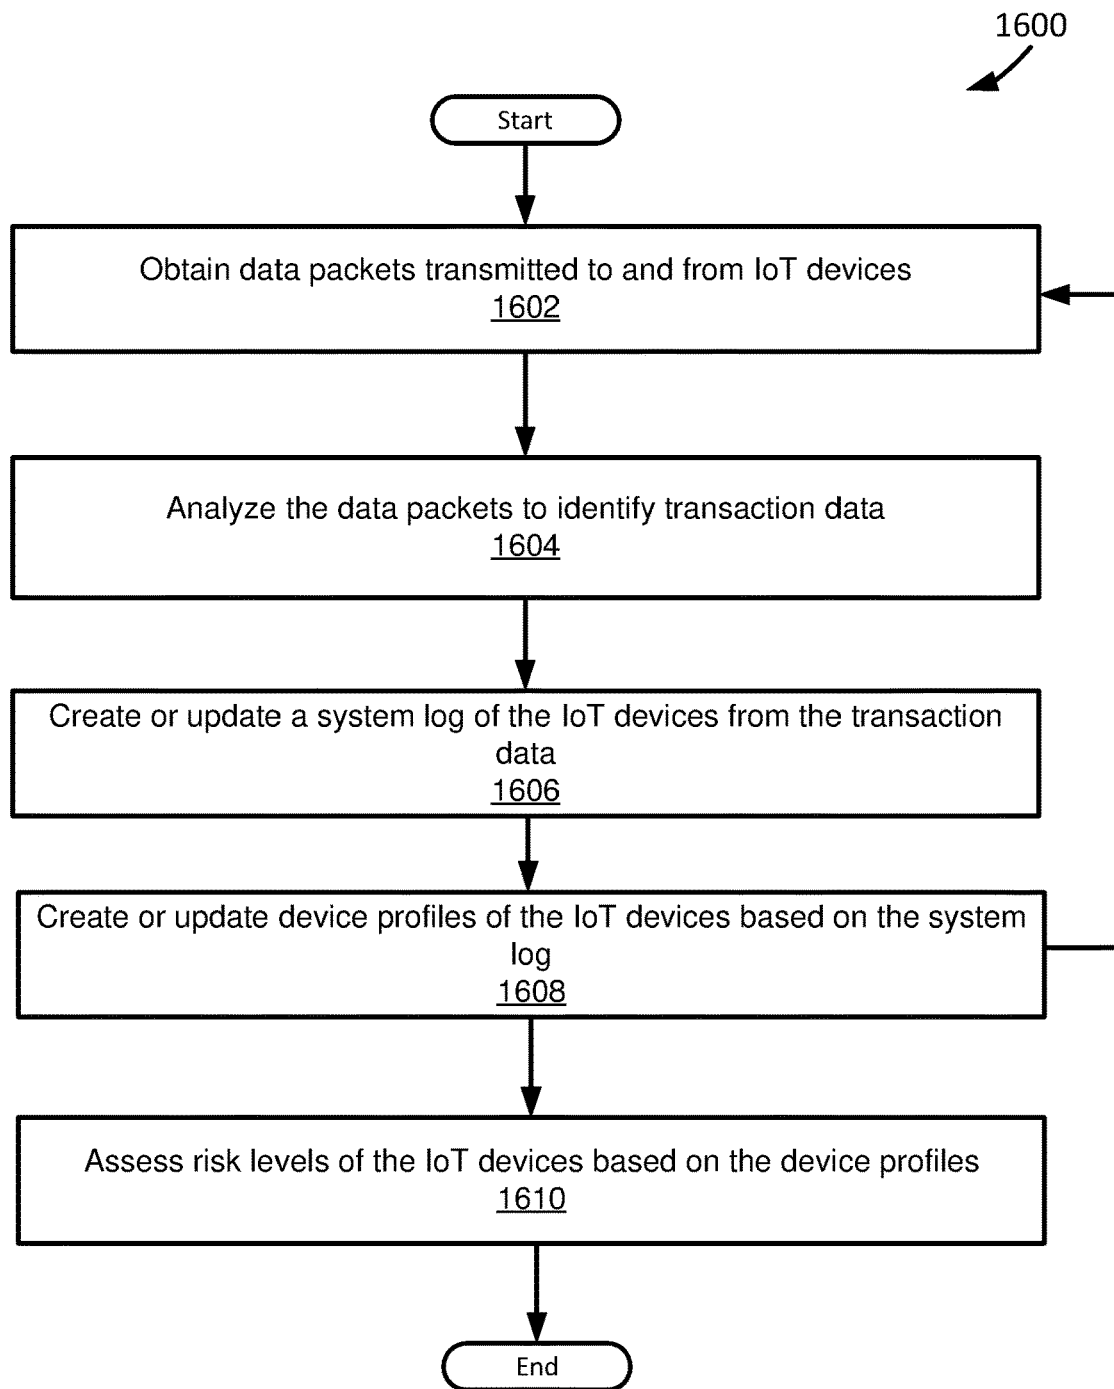 1600
Start
Obtain data packets transmitted to and from IoT devices
1602
Analyze the data packets to identify transaction data
1604
Create or update a system log of the IoT devices from the transaction
data
1606
Create or update device profiles of the IoT devices based on the system
log
1608
Assess risk levels of the IoT devices based on the device profiles
1610
End